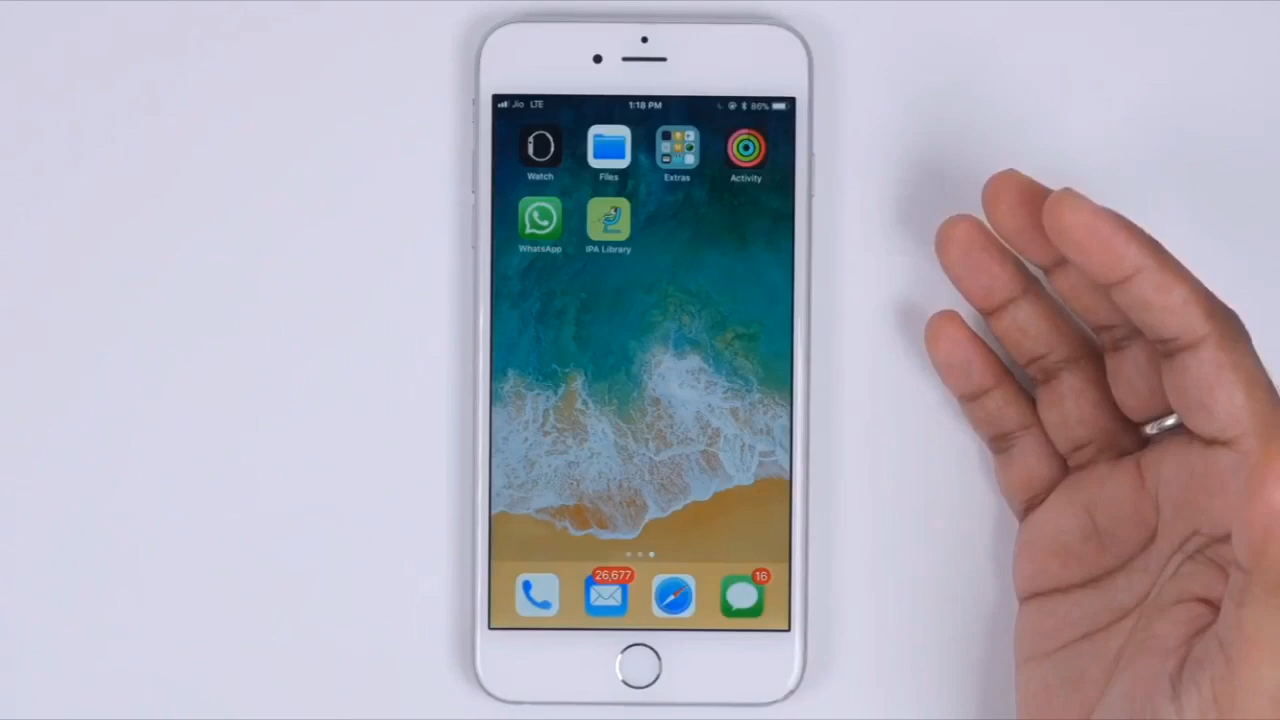 Jio LTE 1:18 PM 86%
Watch Files Extras Activity
WhatsApp IPA Library
26,677 16